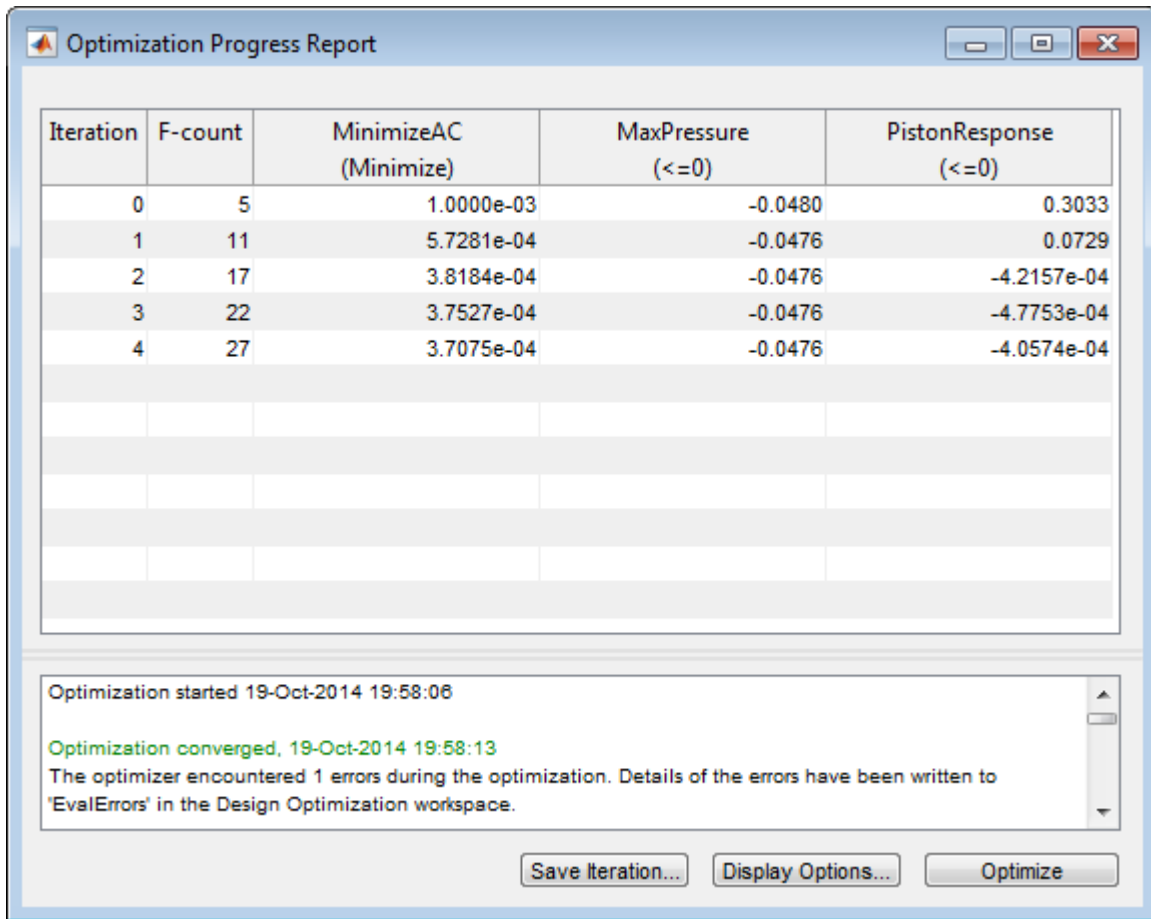 Optimization Progress Report
Iteration F-count MinimizeAC MaxPressure PistonResponse
(Minimize) (<=0) (<=0)
0 5 1.0000e-03 -0.0480 0.3033
1 11 5.7281e-04 -0.0476 0.0729
2 17 3.8184e-04 -0.0476 -4.2157e-04
3 22 3.7527e-04 -0.0476 -4.7753e-04
4 27 3.7075e-04 -0.0476 -4.0574e-04
Optimization started 19-Oct-2014 19:58:06
Optimization converged, 19-Oct-2014 19:58:13
The optimizer encountered 1 errors during the optimization. Details of the errors have been written to
'EvalErrors' in the Design Optimization workspace.
Save Iteration... Display Options... Optimize